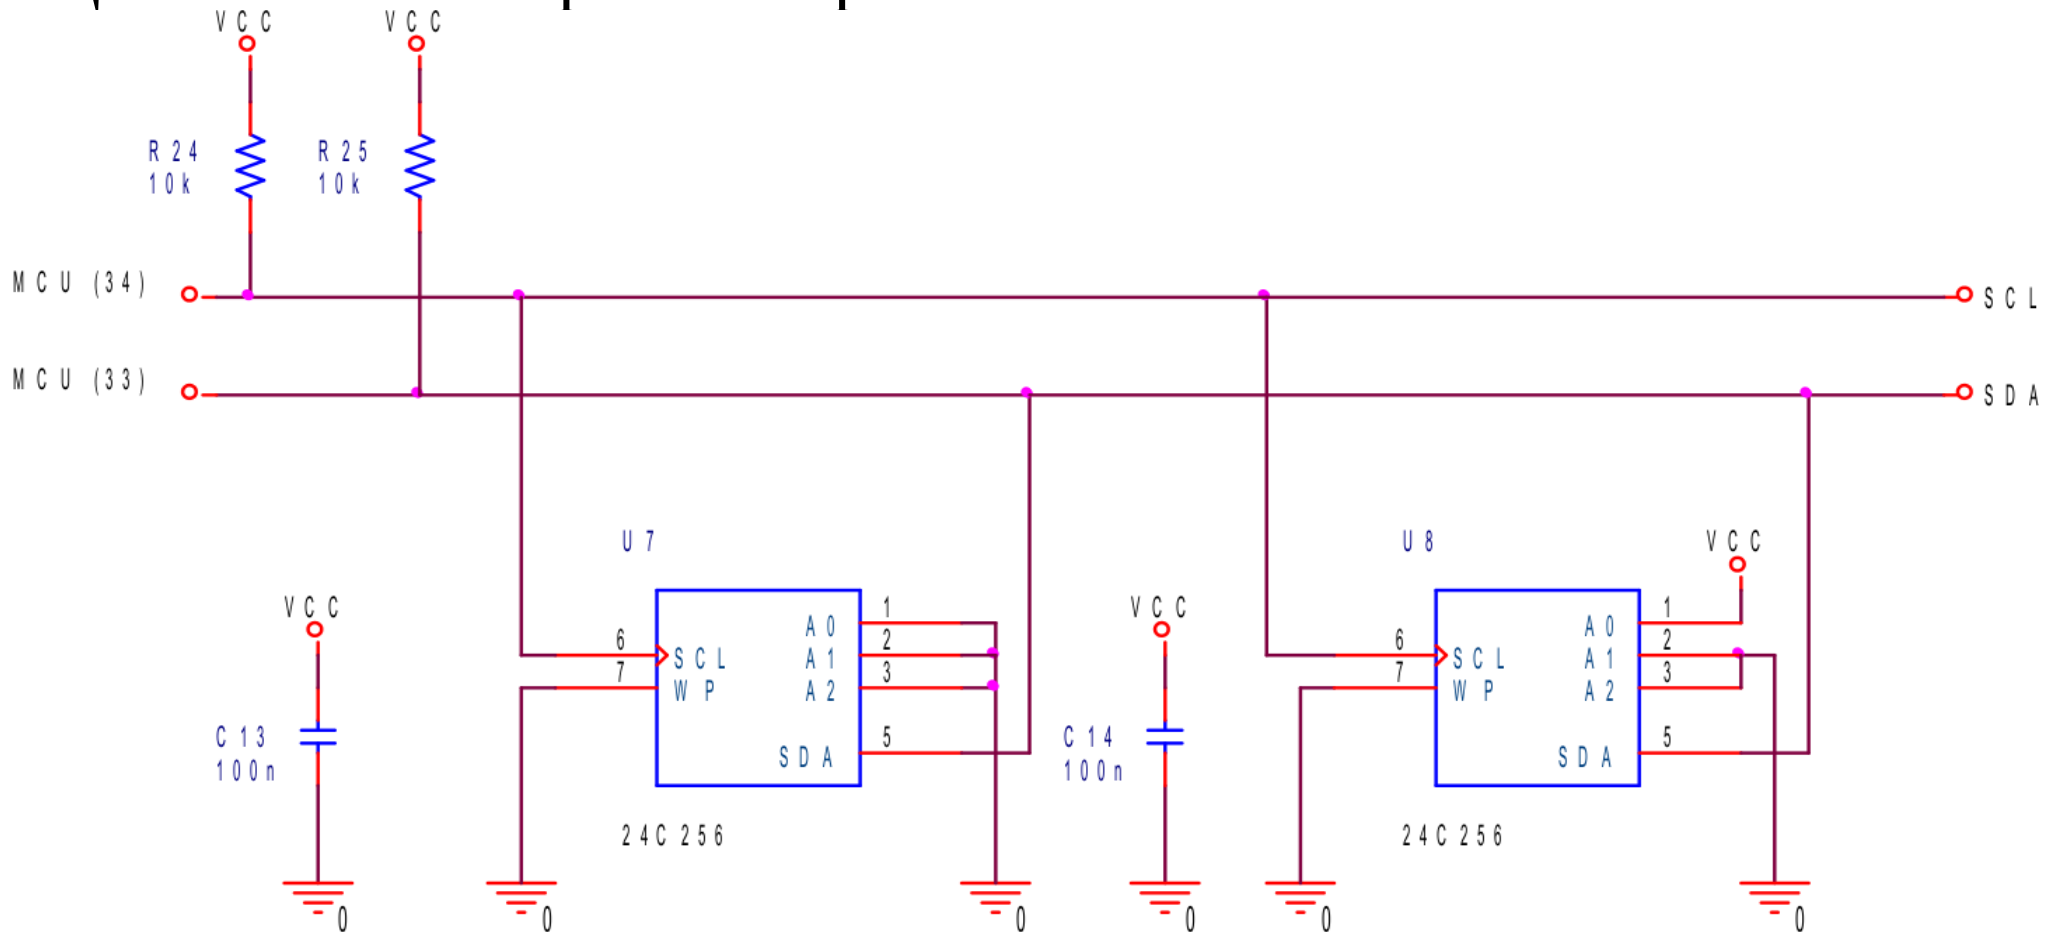 VCC VCC
R24 R25
10k 10k
MCU (34) SCL
MCU (33) SDA
U7 U8
VCC
VCC VCC
1 1
A0 A0
6 2 6 2
SCL A1 SCL A1
7 3 7 3
WP A2 WP A2
C13 5 C14 5
100n SDA 100n SDA
24C256 24C256
0 0 0 0 0 0